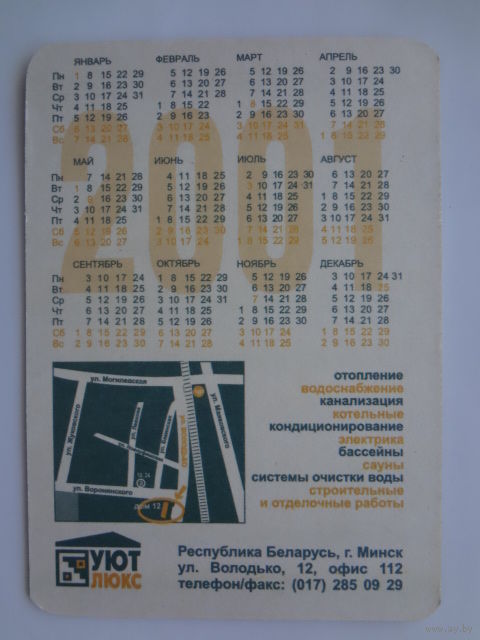 2001
ЯНВАРЬ ФЕВРАЛЬ МАРТ АПРЕЛЬ
Пн 1 8 15 22 29 5 12 19 26 5 12 19 26 2 9 16 23 30
Вт 2 9 16 23 30 6 13 20 27 6 13 20 27 3 10 17 24
Ср 3 10 17 24 31 7 14 21 28 7 14 21 28 4 11 18 25
Чт 4 11 18 25 1 8 15 22 1 8 15 22 29 5 12 19 26
Пт 5 12 19 26 2 9 16 23 2 9 16 23 30 6 13 20 27
Сб 6 13 20 27 3 10 17 24 3 10 17 24 31 7 14 21 28
Вс 7 14 21 28 4 11 18 25 4 11 18 25 1 8 15 22 29
МАЙ ИЮНЬ ИЮЛЬ АВГУСТ
Пн 7 14 21 28 4 11 18 25 2 9 16 23 30 6 13 20 27
Вт 1 8 15 22 29 5 12 19 26 3 10 17 24 31 7 14 21 28
Ср 2 9 16 23 30 6 13 20 27 4 11 18 25 1 8 15 22 29
Чт 3 10 17 24 31 7 14 21 28 5 12 19 26 2 9 16 23 30
Пт 4 11 18 25 1 8 15 22 29 6 13 20 27 3 10 17 24 31
Сб 5 12 19 26 2 9 16 23 30 7 14 21 28 4 11 18 25
Вс 6 13 20 27 3 10 17 24 1 8 15 22 29 5 12 19 26
СЕНТЯБРЬ ОКТЯБРЬ НОЯБРЬ ДЕКАБРЬ
Пн 3 10 17 24 1 8 15 22 29 5 12 19 26 3 10 17 24 31
Вт 4 11 18 25 2 9 16 23 30 6 13 20 27 4 11 18 25
Ср 5 12 19 26 3 10 17 24 31 7 14 21 28 5 12 19 26
Чт 6 13 20 27 4 11 18 25 1 8 15 22 29 6 13 20 27
Пт 7 14 21 28 5 12 19 26 2 9 16 23 30 7 14 21 28
Сб 1 8 15 22 29 6 13 20 27 3 10 17 24 1 8 15 22 29
Вс 2 9 16 23 30 7 14 21 28 4 11 18 25 2 9 16 23 30
ул. Могилевская
ул. Жуковского
ул. Воронянского
ул. Маяковского
дом 12
отопление
водоснабжение
канализация
котельные
кондиционирование
электрика
бассейны
сауны
системы очистки воды
строительные
и отделочные работы
УЮТ
ЛЮКС
Республика Беларусь, г. Минск
ул. Володько, 12, офис 112
телефон/факс: (017) 285 09 29
www.ay.by